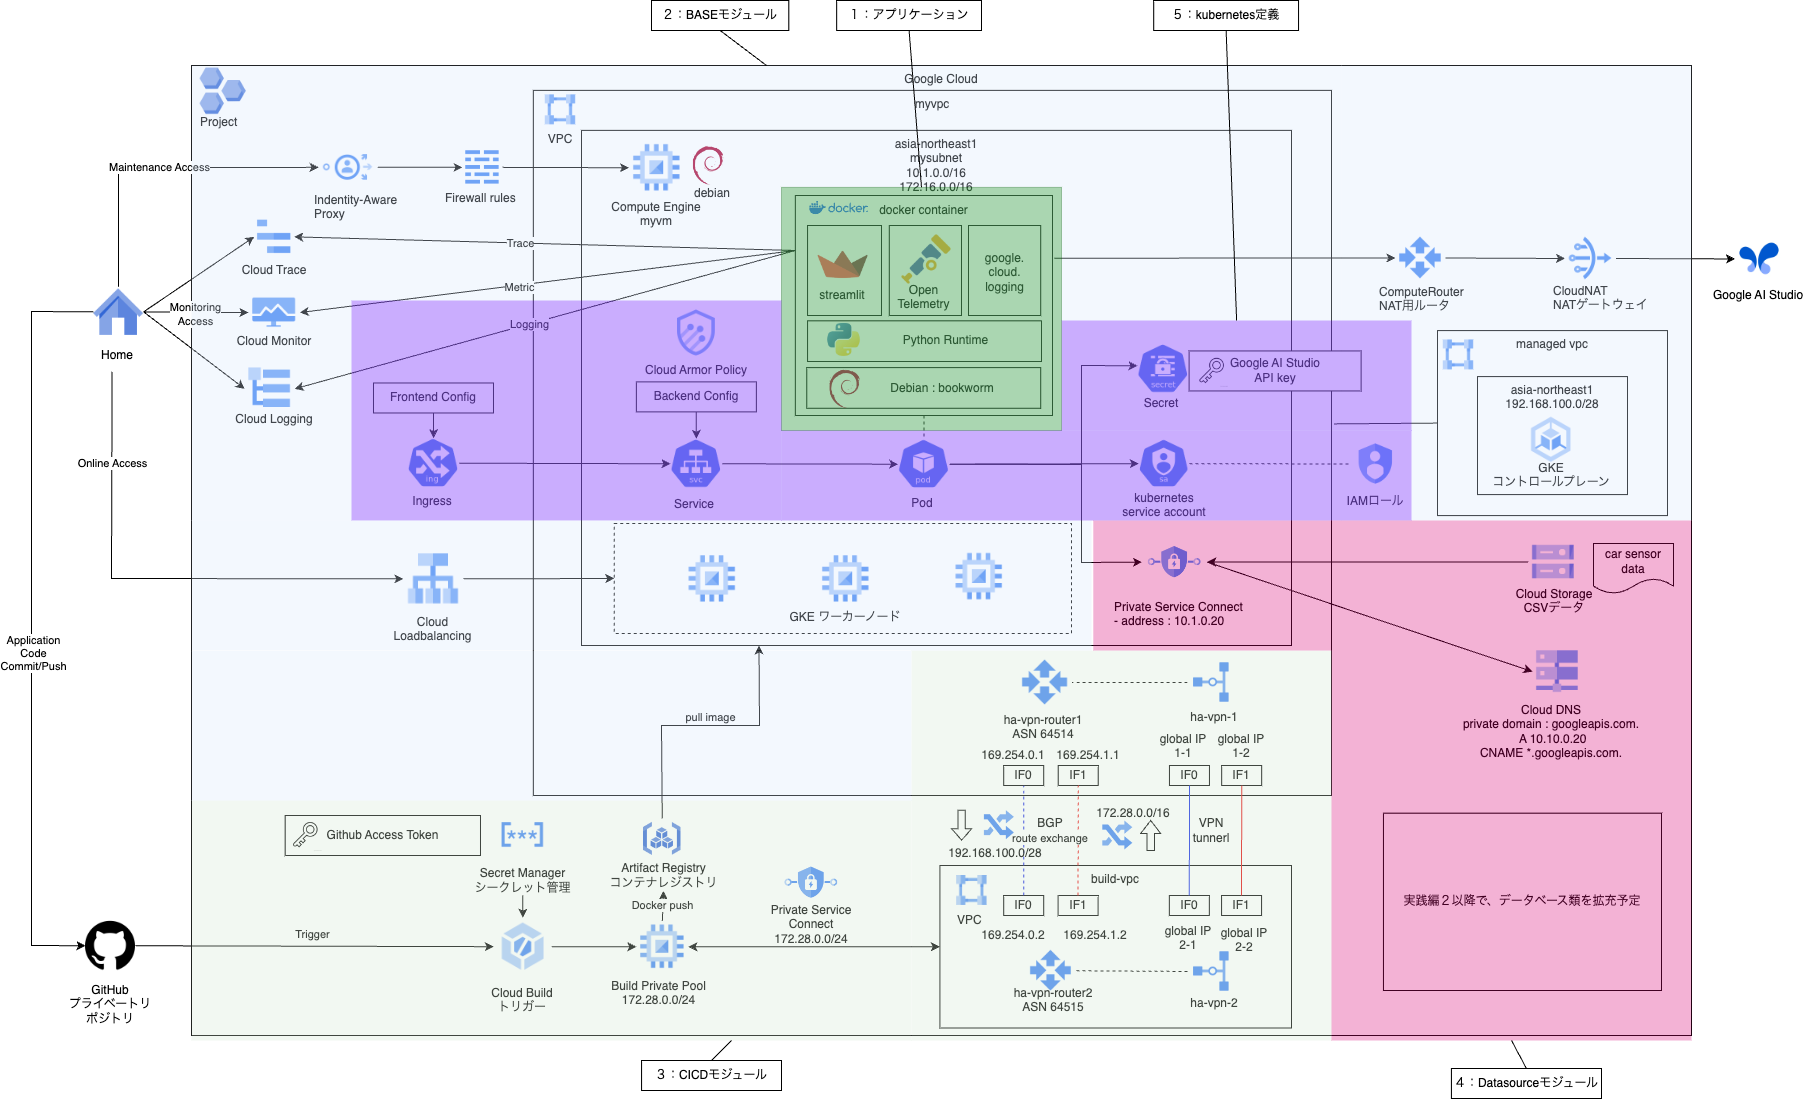 2：BASEモジュール
1：アプリケーション
5：kubernetes定義
Google Cloud
Project
myvpc
VPC
asia-northeast1
mysubnet
10.1.0.0/16
172.16.0.0/16
Maintenance Access
Indentity-Aware
Proxy
Firewall rules
debian
Compute Engine
myvm
docker
docker container
streamlit
Open
Telemetry
google.
cloud.
logging
Python Runtime
Debian : bookworm
Trace
Cloud Trace
Metric
Monitoring
Access
Cloud Monitor
Logging
Cloud Logging
Home
ComputeRouter
NAT用ルータ
CloudNAT
NATゲートウェイ
Google AI Studio
Cloud Armor Policy
Frontend Config
Backend Config
ing
Ingress
svc
Service
pod
Pod
secret
Secret
Google AI Studio
API key
sa
kubernetes
service account
IAMロール
managed vpc
asia-northeast1
192.168.100.0/28
GKE
コントロールプレーン
Online Access
Cloud
Loadbalancing
GKE ワーカーノード
Private Service Connect
- address : 10.1.0.20
car sensor
data
Cloud Storage
CSVデータ
Cloud DNS
private domain : googleapis.com.
A 10.10.0.20
CNAME *.googleapis.com.
Application
Code
Commit/Push
pull image
ha-vpn-router1
ASN 64514
ha-vpn-1
169.254.0.1
169.254.1.1
global IP
1-1
global IP
1-2
IF0
IF1
IF0
IF1
BGP
route exchange
192.168.100.0/28
172.28.0.0/16
VPN
tunnerl
Github Access Token
***
Secret Manager
シークレット管理
Artifact Registry
コンテナレジストリ
Docker push
Private Service
Connect
172.28.0.0/24
build-vpc
VPC
IF0
IF1
IF0
IF1
169.254.0.2
169.254.1.2
global IP
2-1
global IP
2-2
ha-vpn-router2
ASN 64515
ha-vpn-2
Trigger
GitHub
プライベートリ
ポジトリ
Cloud Build
トリガー
Build Private Pool
172.28.0.0/24
実践編２以降で、データベース類を拡充予定
3：CICDモジュール
4：Datasourceモジュール